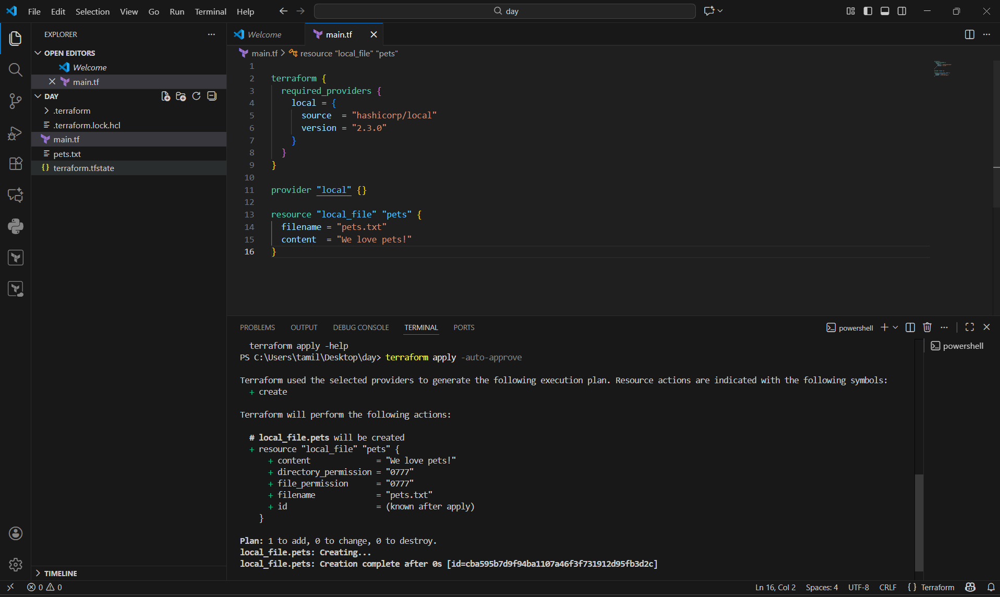 File Edit Selection View Go Run Terminal Help
day
EXPLORER
OPEN EDITORS
Welcome
main.tf
DAY
.terraform
.terraform.lock.hcl
main.tf
pets.txt
terraform.tfstate
TIMELINE
Welcome main.tf
main.tf > resource "local_file" "pets"
1
2 terraform {
3 required_providers {
4 local = {
5 source = "hashicorp/local"
6 version = "2.3.0"
7 }
8 }
9 }
10
11 provider "local" {}
12
13 resource "local_file" "pets" {
14 filename = "pets.txt"
15 content = "We love pets!"
16 }
PROBLEMS OUTPUT DEBUG CONSOLE TERMINAL PORTS
powershell
powershell
terraform apply -help
PS C:\Users\tamil\Desktop\day> terraform apply -auto-approve
Terraform used the selected providers to generate the following execution plan. Resource actions are indicated with the following symbols:
+ create
Terraform will perform the following actions:
# local_file.pets will be created
+ resource "local_file" "pets" {
+ content = "We love pets!"
+ directory_permission = "0777"
+ file_permission = "0777"
+ filename = "pets.txt"
+ id = (known after apply)
}
Plan: 1 to add, 0 to change, 0 to destroy.
local_file.pets: Creating...
local_file.pets: Creation complete after 0s [id=cba595b7d9f94ba1107a46f3f731912d95fb3d2c]
0 0
Ln 16, Col 2 Spaces: 4 UTF-8 CRLF { } Terraform